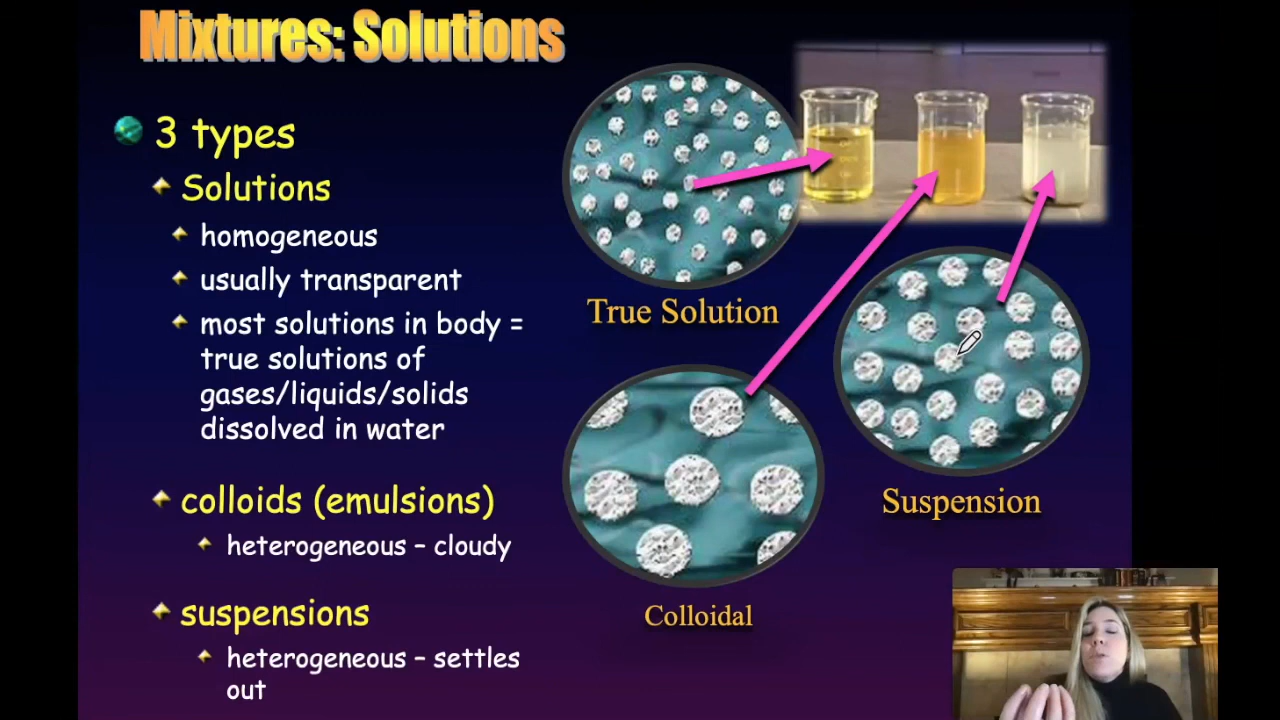 Mixtures: Solutions
3 types
Solutions
homogeneous
usually transparent
most solutions in body =
true solutions of
gases/liquids/solids
dissolved in water
colloids (emulsions)
heterogeneous – cloudy
suspensions
heterogeneous – settles
out
True Solution
Suspension
Colloidal